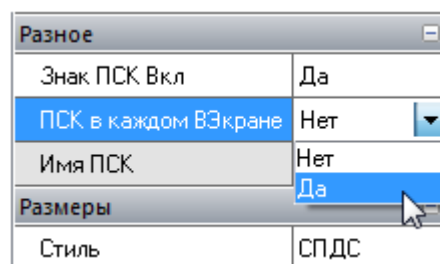 Разное
Знак ПСК Вкл Да
ПСК в каждом ВЭкране Нет
Нет
Имя ПСК
Да
Размеры
Стиль СПДС